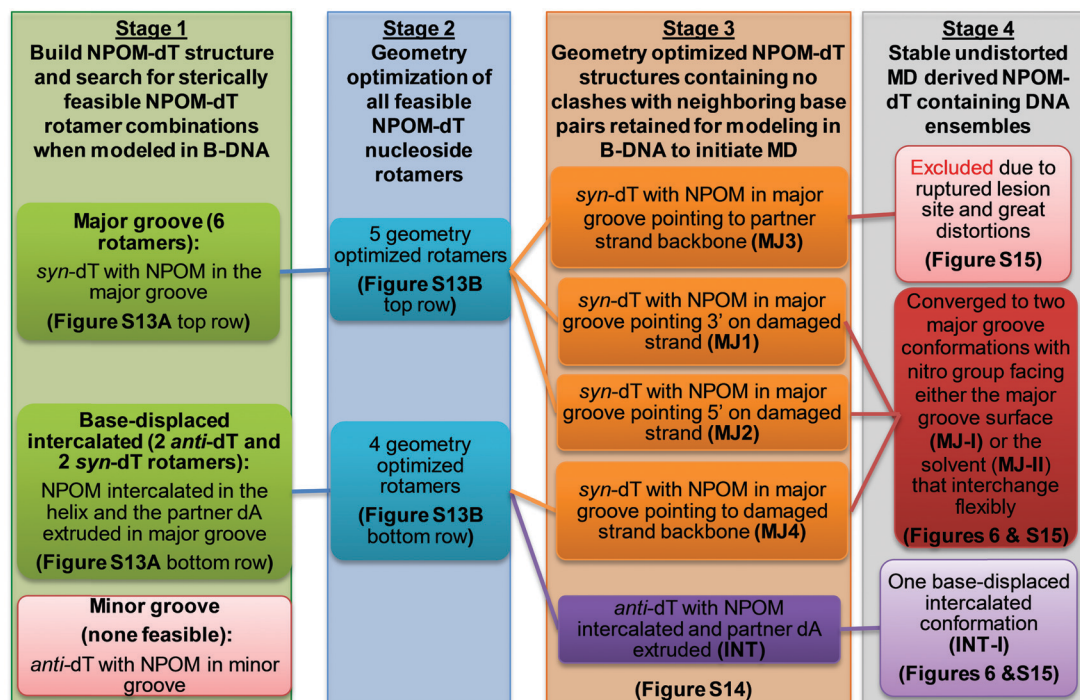 Stage 1
Build NPOM-dT structure
and search for sterically
feasible NPOM-dT
rotamer combinations
when modeled in B-DNA
Major groove (6
rotamers):
syn-dT with NPOM in the
major groove
(Figure S13A top row)
Base-displaced
intercalated (2 anti-dT and
2 syn-dT rotamers):
NPOM intercalated in the
helix and the partner dA
extruded in major groove
(Figure S13A bottom row)
Minor groove
(none feasible):
anti-dT with NPOM in minor
groove
Stage 2
Geometry
optimization of
all feasible
NPOM-dT
nucleoside
rotamers
5 geometry
optimized rotamers
(Figure S13B
top row)
4 geometry
optimized
rotamers
(Figure S13B
bottom row)
Stage 3
Geometry optimized NPOM-dT
structures containing no
clashes with neighboring base
pairs retained for modeling in
B-DNA to initiate MD
syn-dT with NPOM in major
groove pointing to partner
strand backbone (MJ3)
syn-dT with NPOM in major
groove pointing 3' on damaged
strand (MJ1)
syn-dT with NPOM in major
groove pointing 5' on damaged
strand (MJ2)
syn-dT with NPOM in major
groove pointing to damaged
strand backbone (MJ4)
anti-dT with NPOM
intercalated and partner dA
extruded (INT)
(Figure S14)
Stage 4
Stable undistorted
MD derived NPOM-
dT containing DNA
ensembles
Excluded due to
ruptured lesion
site and great
distortions
(Figure S15)
Converged to two
major groove
conformations with
nitro group facing
either the major
groove surface
(MJ-I) or the
solvent (MJ-II)
that interchange
flexibly
(Figures 6 & S15)
One base-displaced
intercalated
conformation
(INT-I)
(Figures 6 &S15)